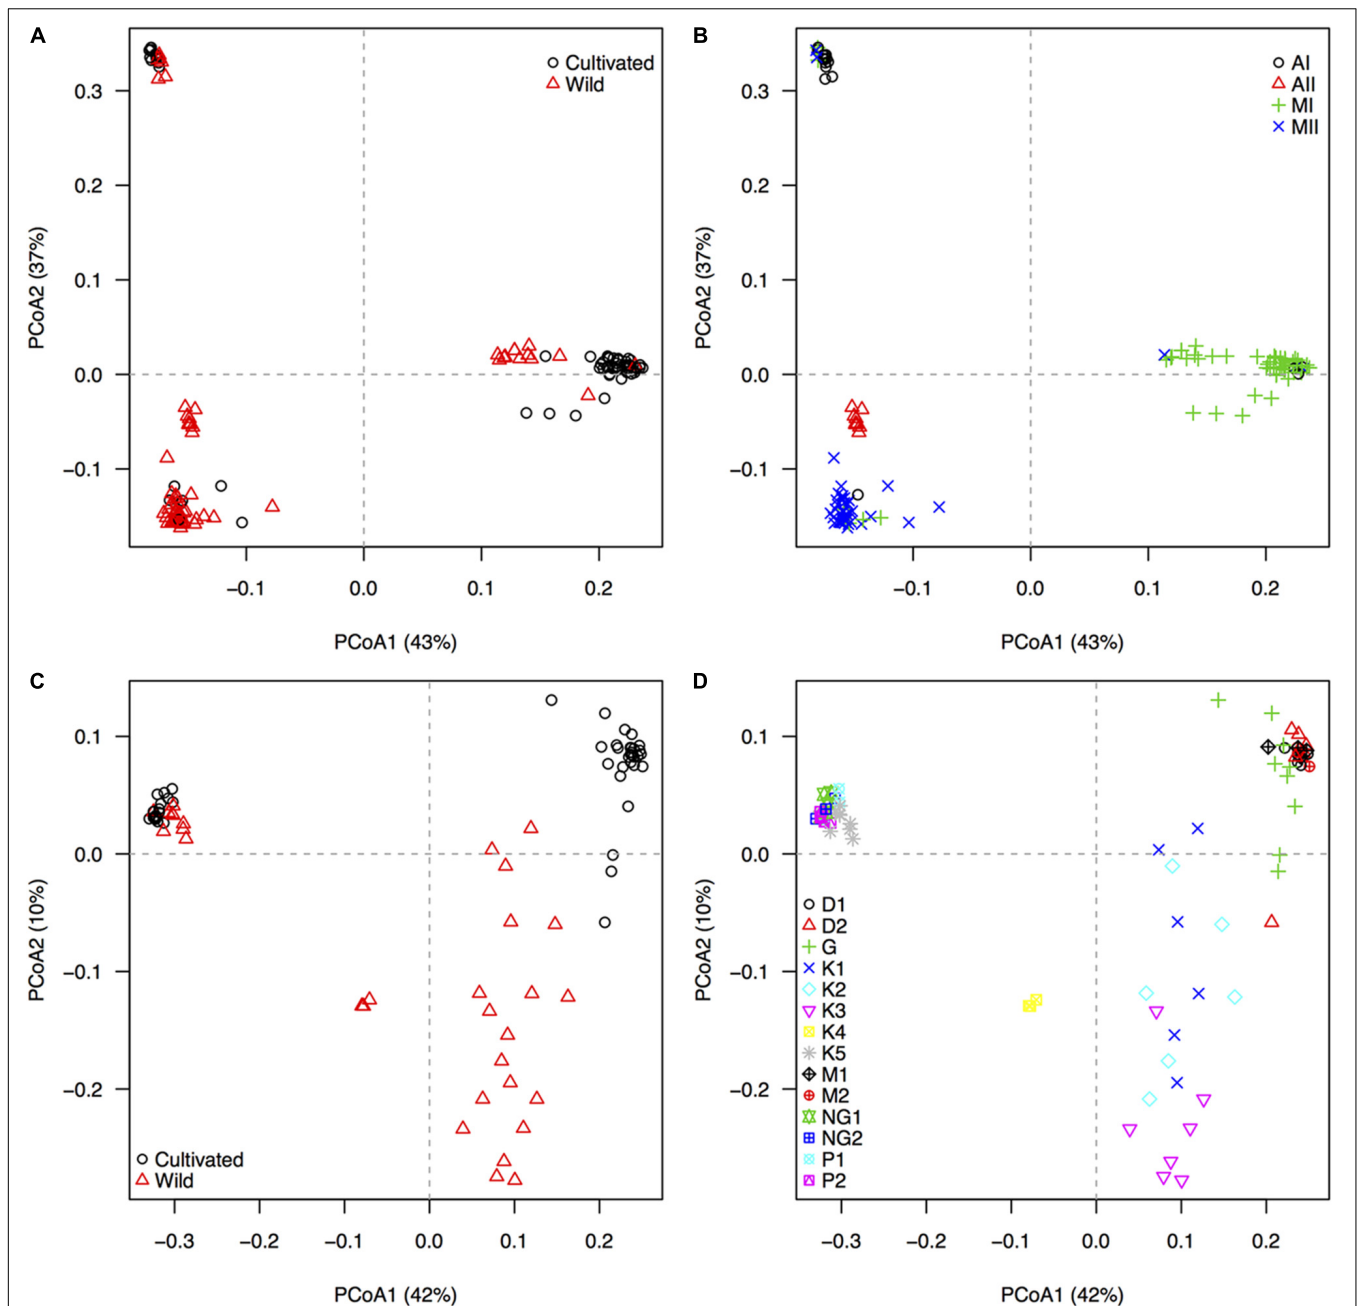 A
Cultivated
Wild
0.3
0.2
0.1
0.0
−0.1
PCoA2 (37%)
−0.1 0.0 0.1 0.2
PCoA1 (43%)
B
AI
AII
MI
MII
0.3
0.2
0.1
0.0
−0.1
PCoA2 (37%)
−0.1 0.0 0.1 0.2
PCoA1 (43%)
C
0.1
0.0
−0.1
−0.2
PCoA2 (10%)
Cultivated
Wild
−0.3 −0.2 −0.1 0.0 0.1 0.2
PCoA1 (42%)
D
0.1
0.0
−0.1
−0.2
PCoA2 (10%)
D1
D2
G
K1
K2
K3
K4
K5
M1
M2
NG1
NG2
P1
P2
−0.3 −0.2 −0.1 0.0 0.1 0.2
PCoA1 (42%)